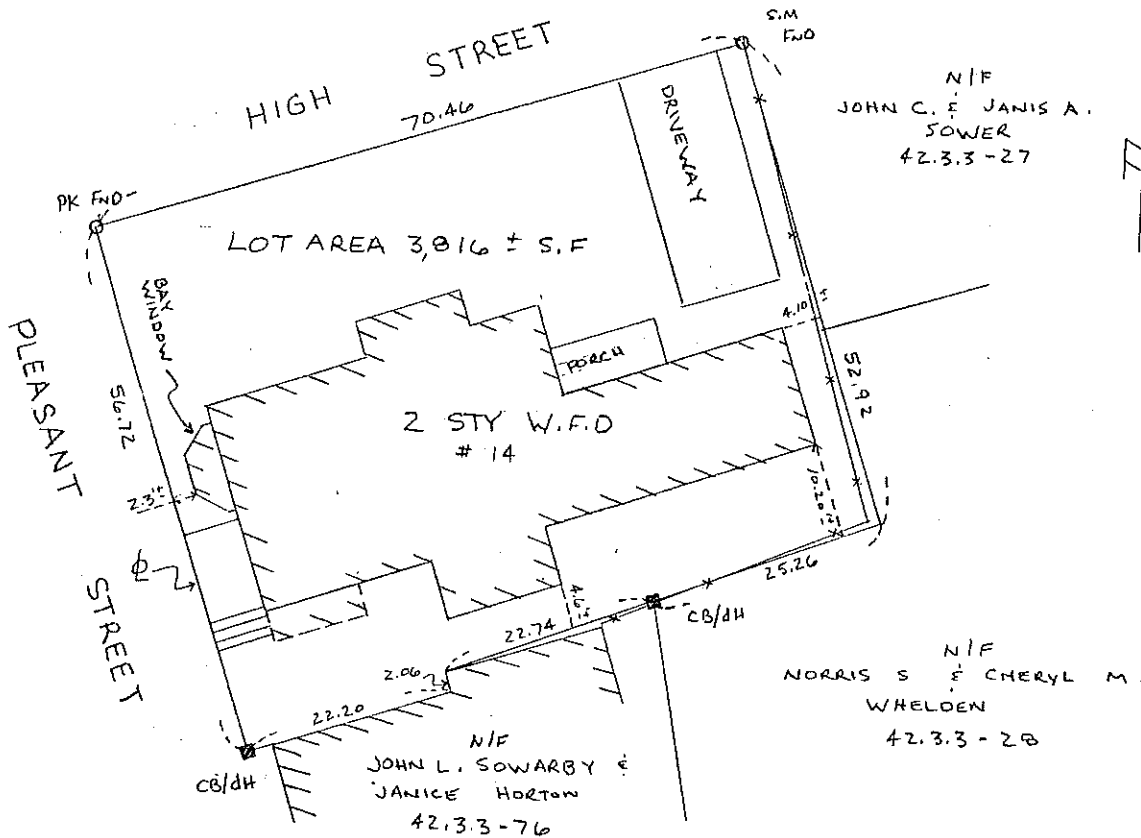 HIGH STREET
S.M
FND
70.46
N/F
JOHN C. & JANIS A.
SOWER
42.3.3-27
DRIVEWAY
PK FND
LOT AREA 3,816 ± S.F
BAY
WINDOW
4.10 ±
PORCH
52.92
PLEASANT STREET
56.72
2 STY W.F.D
# 14
2.3'±
10.20'±
25.26
4.6'±
CB/dH
22.74
N/F
NORRIS S & CHERYL M.
WHELDEN
42.3.3-28
2.06
22.20
N/F
JOHN L. SOWARBY &
JANICE HORTON
42.3.3-76
CB/dH